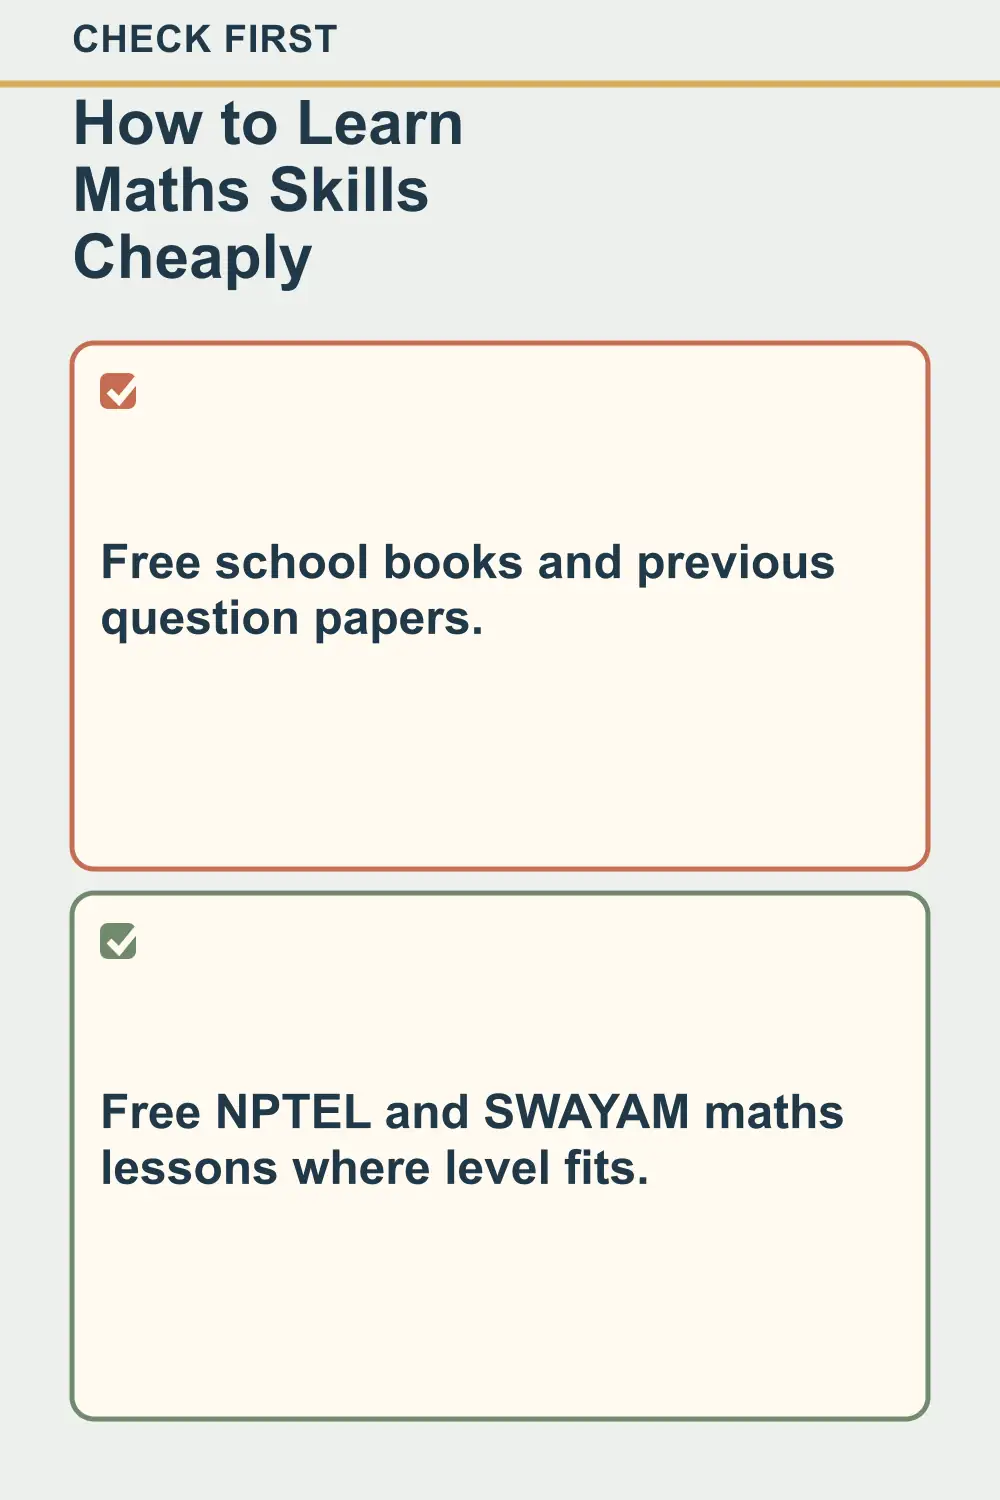 CHECK FIRST
How to Learn
Maths Skills
Cheaply
Free school books and previous
question papers.
Free NPTEL and SWAYAM maths
lessons where level fits.